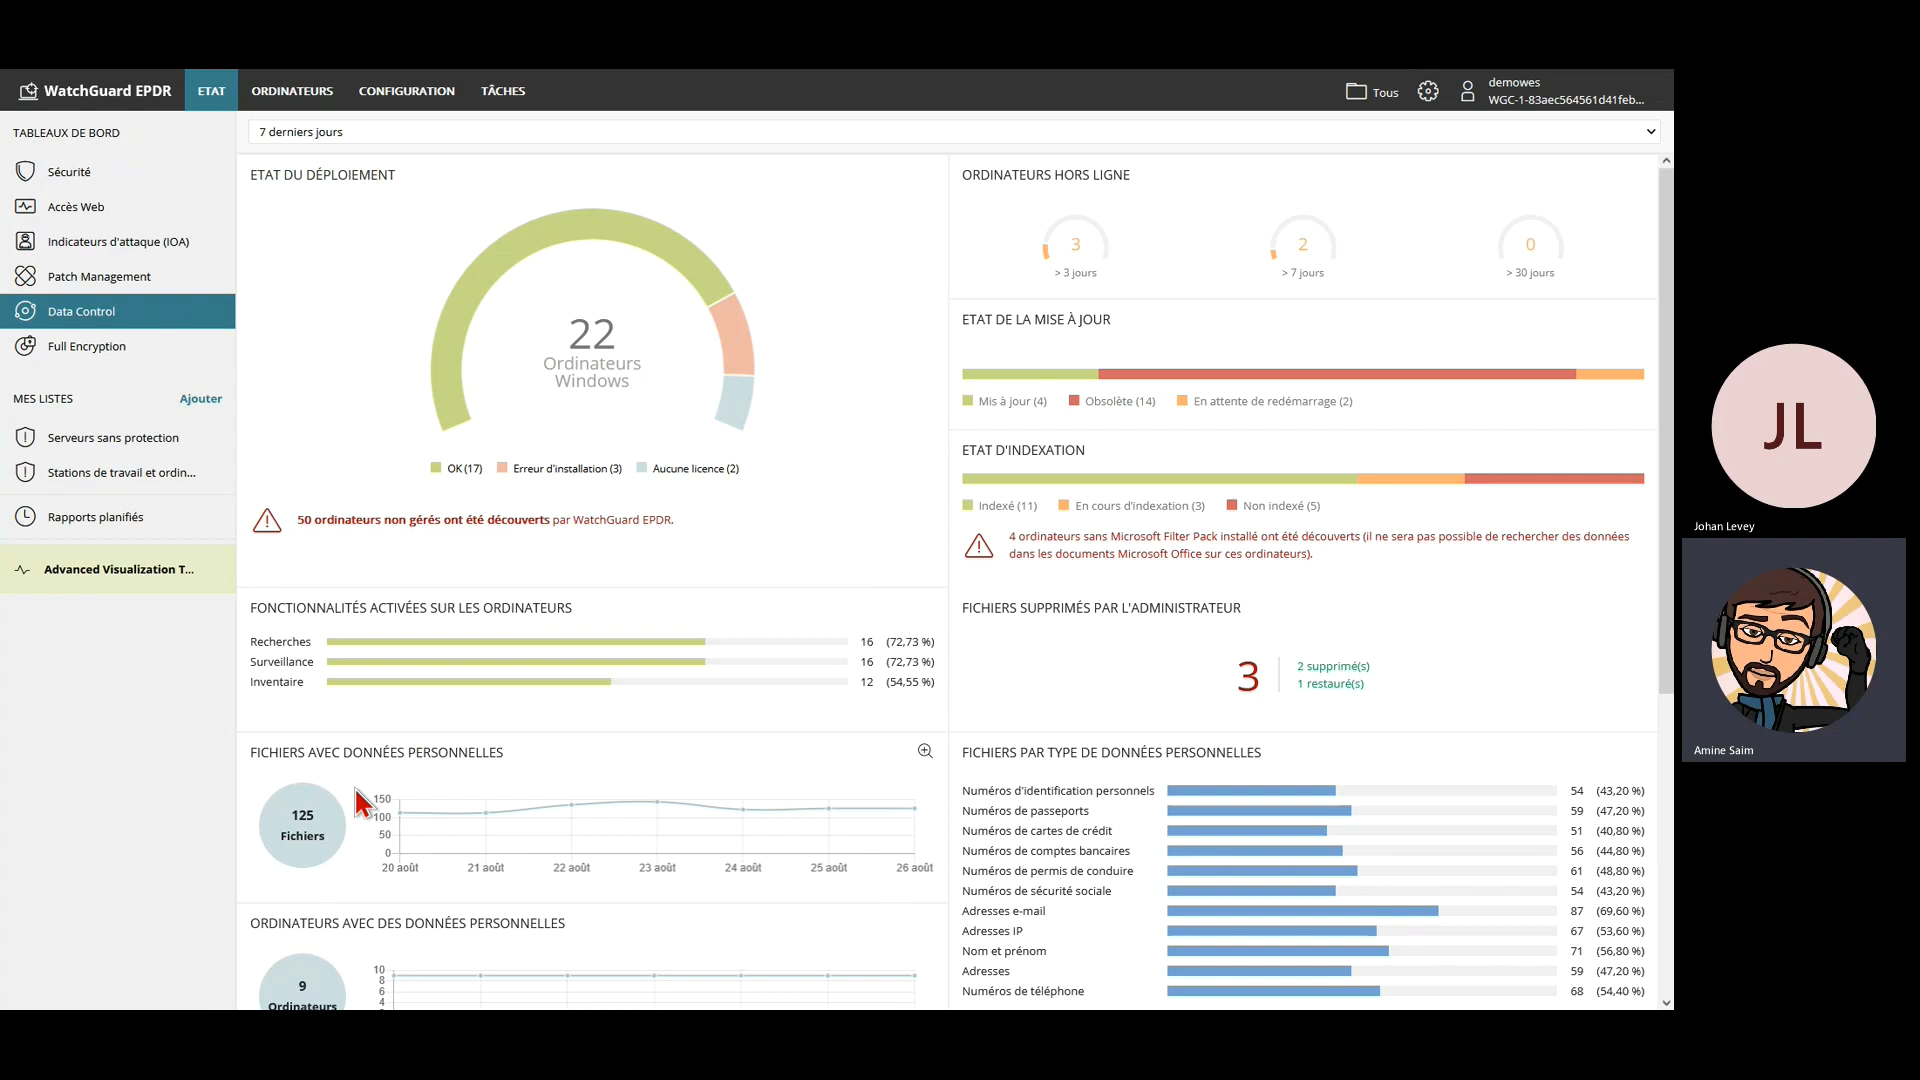 WatchGuard EPDR
ETAT
ORDINATEURS
CONFIGURATION
TÂCHES
Tous
demowes
WGC-1-83aec564561d41feb...
TABLEAUX DE BORD
Sécurité
Accès Web
Indicateurs d'attaque (IOA)
Patch Management
Data Control
Full Encryption
MES LISTES
Ajouter
Serveurs sans protection
Stations de travail et ordin...
Rapports planifiés
Advanced Visualization T...
7 derniers jours
ETAT DU DÉPLOIEMENT
22
Ordinateurs
Windows
OK (17)
Erreur d'installation (3)
Aucune licence (2)
50 ordinateurs non gérés ont été découverts par WatchGuard EPDR.
ORDINATEURS HORS LIGNE
3
2
0
> 3 jours
> 7 jours
> 30 jours
ETAT DE LA MISE À JOUR
Mis à jour (4)
Obsolète (14)
En attente de redémarrage (2)
ETAT D'INDEXATION
Indexé (11)
En cours d'indexation (3)
Non indexé (5)
4 ordinateurs sans Microsoft Filter Pack installé ont été découverts (il ne sera pas possible de rechercher des données
dans les documents Microsoft Office sur ces ordinateurs).
FONCTIONNALITÉS ACTIVÉES SUR LES ORDINATEURS
Recherches 16 (72,73 %)
Surveillance 16 (72,73 %)
Inventaire 12 (54,55 %)
FICHIERS SUPPRIMÉS PAR L'ADMINISTRATEUR
3
2 supprimé(s)
1 restauré(s)
FICHIERS AVEC DONNÉES PERSONNELLES
125
Fichiers
150
100
50
0
20 août
21 août
22 août
23 août
24 août
25 août
26 août
FICHIERS PAR TYPE DE DONNÉES PERSONNELLES
Numéros d'identification personnels 54 (43,20 %)
Numéros de passeports 59 (47,20 %)
Numéros de cartes de crédit 51 (40,80 %)
Numéros de comptes bancaires 56 (44,80 %)
Numéros de permis de conduire 61 (48,80 %)
Numéros de sécurité sociale 54 (43,20 %)
Adresses e-mail 87 (69,60 %)
Adresses IP 67 (53,60 %)
Nom et prénom 71 (56,80 %)
Adresses 59 (47,20 %)
Numéros de téléphone 68 (54,40 %)
ORDINATEURS AVEC DES DONNÉES PERSONNELLES
9
Ordinateurs
10
8
6
4
JL
Johan Levey
Amine Saim